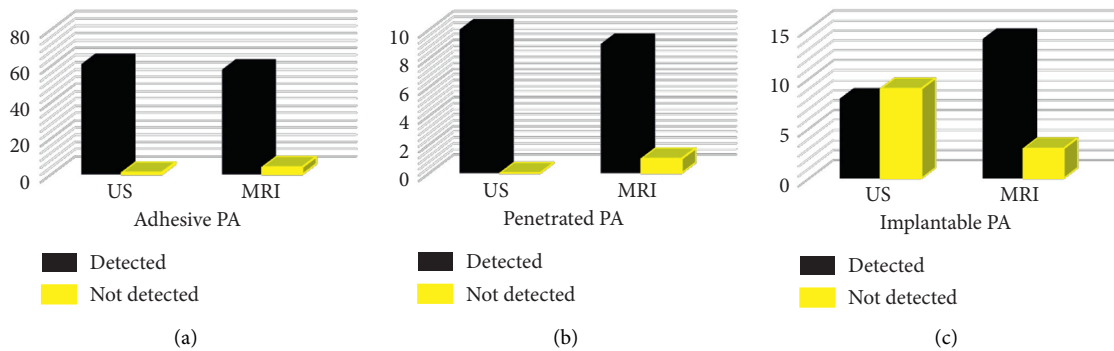 80
60
40
20
0
US
MRI
Adhesive PA
Detected
Not detected
(a)
10
8
6
4
2
0
US
MRI
Penetrated PA
Detected
Not detected
(b)
15
10
5
0
US
MRI
Implantable PA
Detected
Not detected
(c)